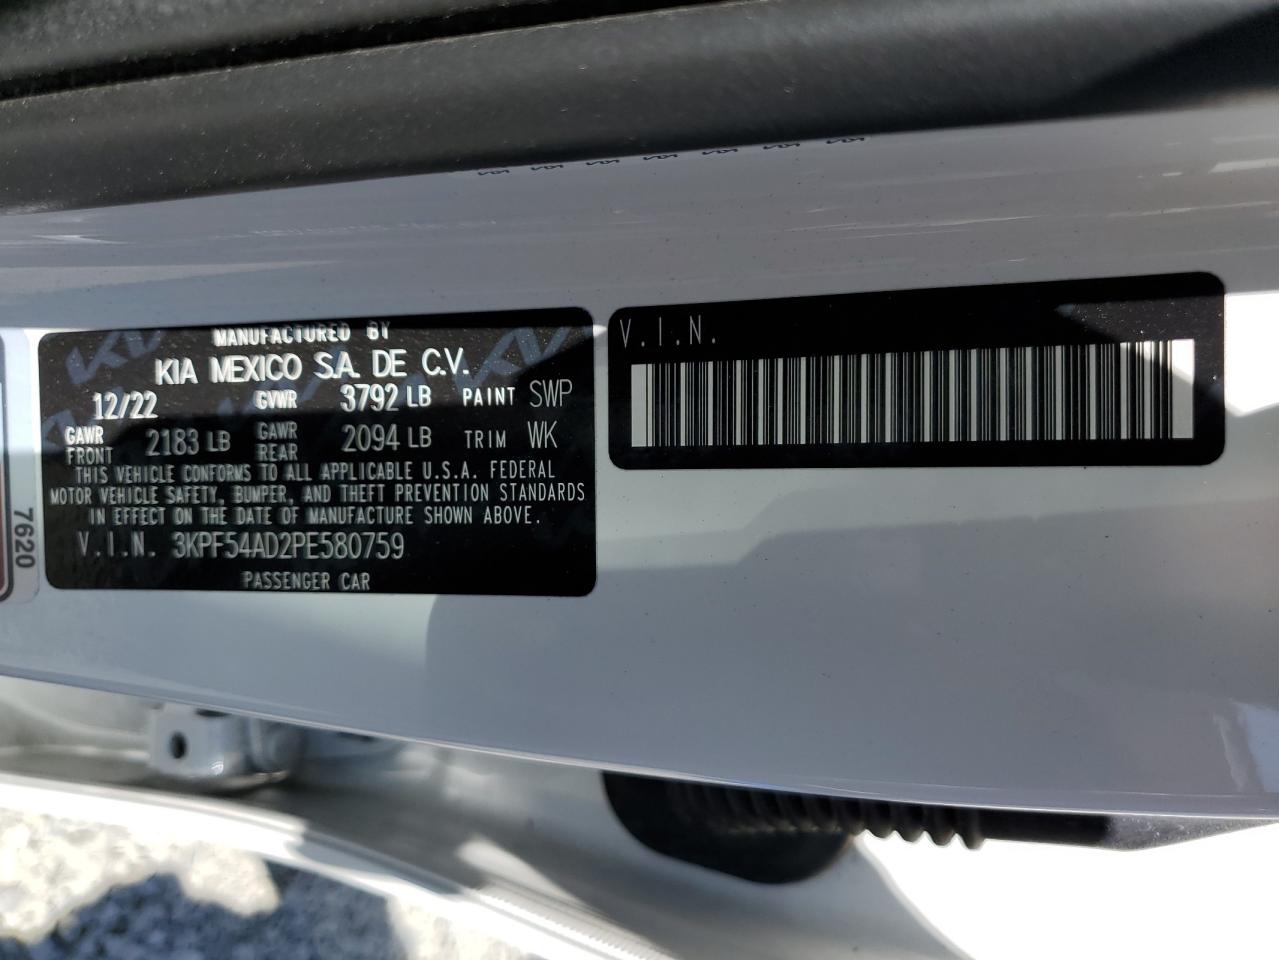 MANUFACTURED BY
KIA MEXICO S.A. DE C.V.
12/22 GVWR 3792 LB PAINT SWP
GAWR FRONT 2183 LB GAWR REAR 2094 LB TRIM WK
THIS VEHICLE CONFORMS TO ALL APPLICABLE U.S.A. FEDERAL
MOTOR VEHICLE SAFETY, BUMPER, AND THEFT PREVENTION STANDARDS
IN EFFECT ON THE DATE OF MANUFACTURE SHOWN ABOVE.
V.I.N. 3KPF54AD2PE580759
PASSENGER CAR
V.I.N.
7620